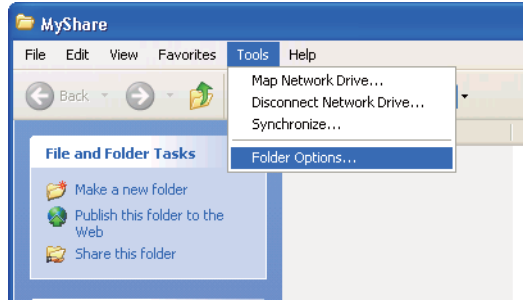 MyShare
File Edit View Favorites Tools Help
Back
Map Network Drive...
Disconnect Network Drive...
Synchronize...
Folder Options...
File and Folder Tasks
Make a new folder
Publish this folder to the
Web
Share this folder